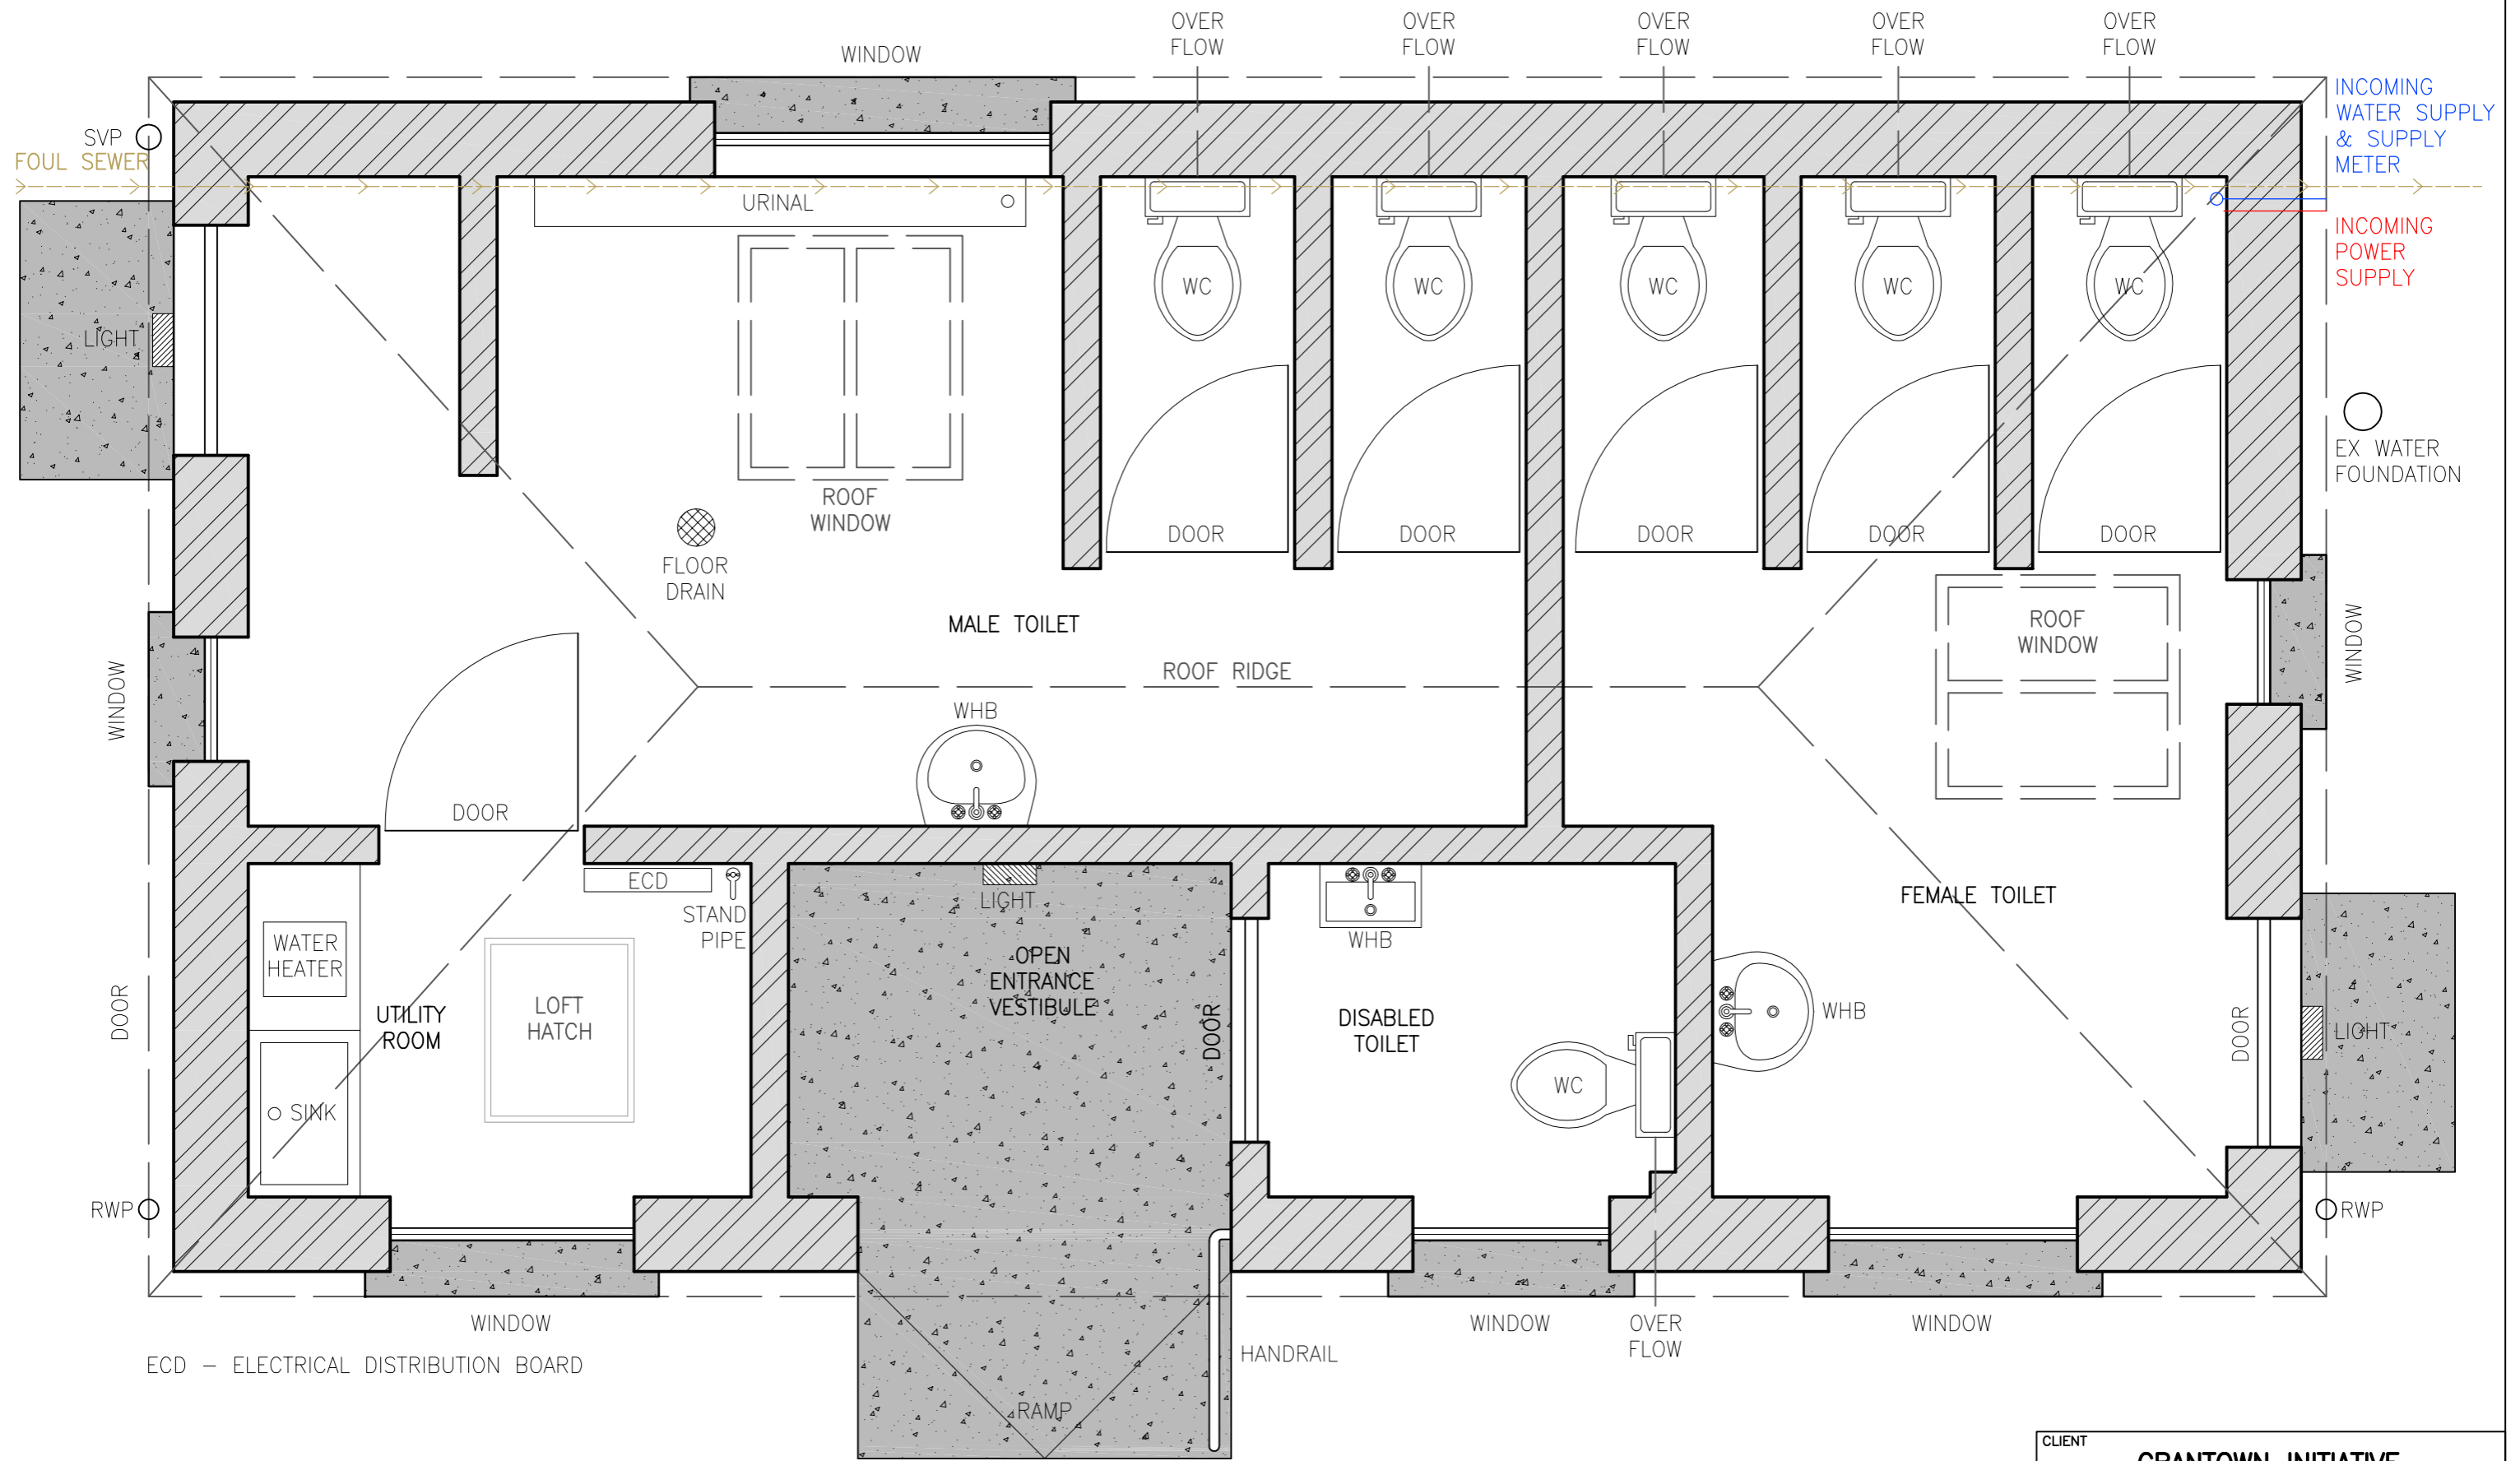 OVER
FLOW
OVER
FLOW
OVER
FLOW
OVER
FLOW
OVER
FLOW
WINDOW
INCOMING
WATER SUPPLY
& SUPPLY
METER
SVP
FOUL SEWER
URINAL
INCOMING
POWER
SUPPLY
WC
WC
WC
WC
WC
LIGHT
EX WATER
FOUNDATION
ROOF
WINDOW
DOOR
DOOR
DOOR
DOOR
DOOR
FLOOR
DRAIN
MALE TOILET
ROOF
WINDOW
WINDOW
WINDOW
ROOF RIDGE
WHB
DOOR
ECD
LIGHT
STAND
PIPE
FEMALE TOILET
WATER
HEATER
WHB
OPEN
ENTRANCE
VESTIBULE
DOOR
UTILITY
ROOM
LOFT
HATCH
DOOR
DISABLED
TOILET
WHB
DOOR
LIGHT
WC
SINK
RWP
RWP
WINDOW
WINDOW
OVER
FLOW
WINDOW
ECD – ELECTRICAL DISTRIBUTION BOARD
HANDRAIL
RAMP
CLIENT
GRANTOWN INITIATIVE